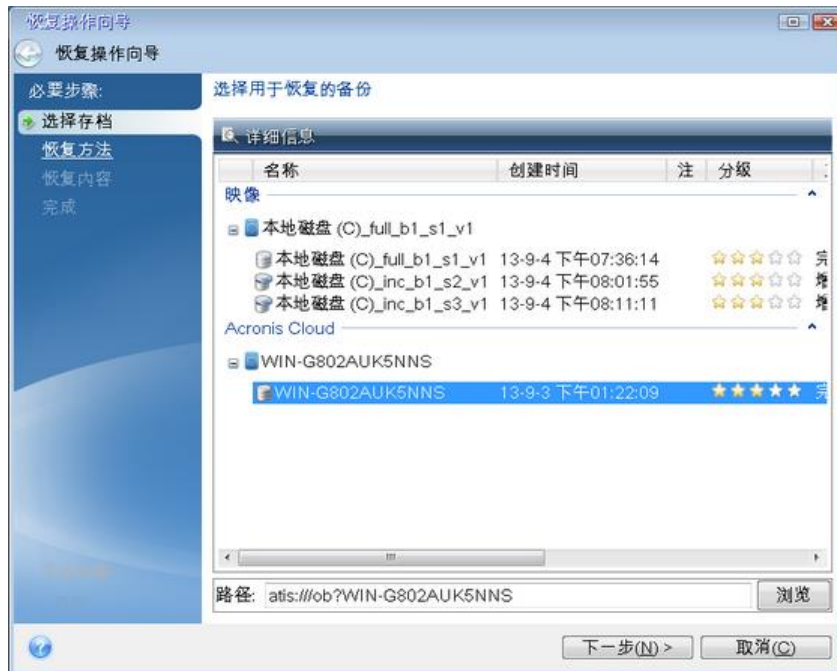 恢复操作向导
恢复操作向导
必要步骤:
选择存档
恢复方法
恢复内容
完成
选择用于恢复的备份
详细信息
名称 创建时间 注 分级
映像
本地磁盘 (C)_full_b1_s1_v1
本地磁盘 (C)_full_b1_s1_v1 13-9-4 下午07:36:14 完
本地磁盘 (C)_inc_b1_s2_v1 13-9-4 下午08:01:55 增
本地磁盘 (C)_inc_b1_s3_v1 13-9-4 下午08:11:11 增
Acronis Cloud
WIN-G802AUK5NNS
WIN-G802AUK5NNS 13-9-3 下午01:22:09 完
路径: atis:///ob?WIN-G802AUK5NNS 浏览
下一步(N) > 取消(C)